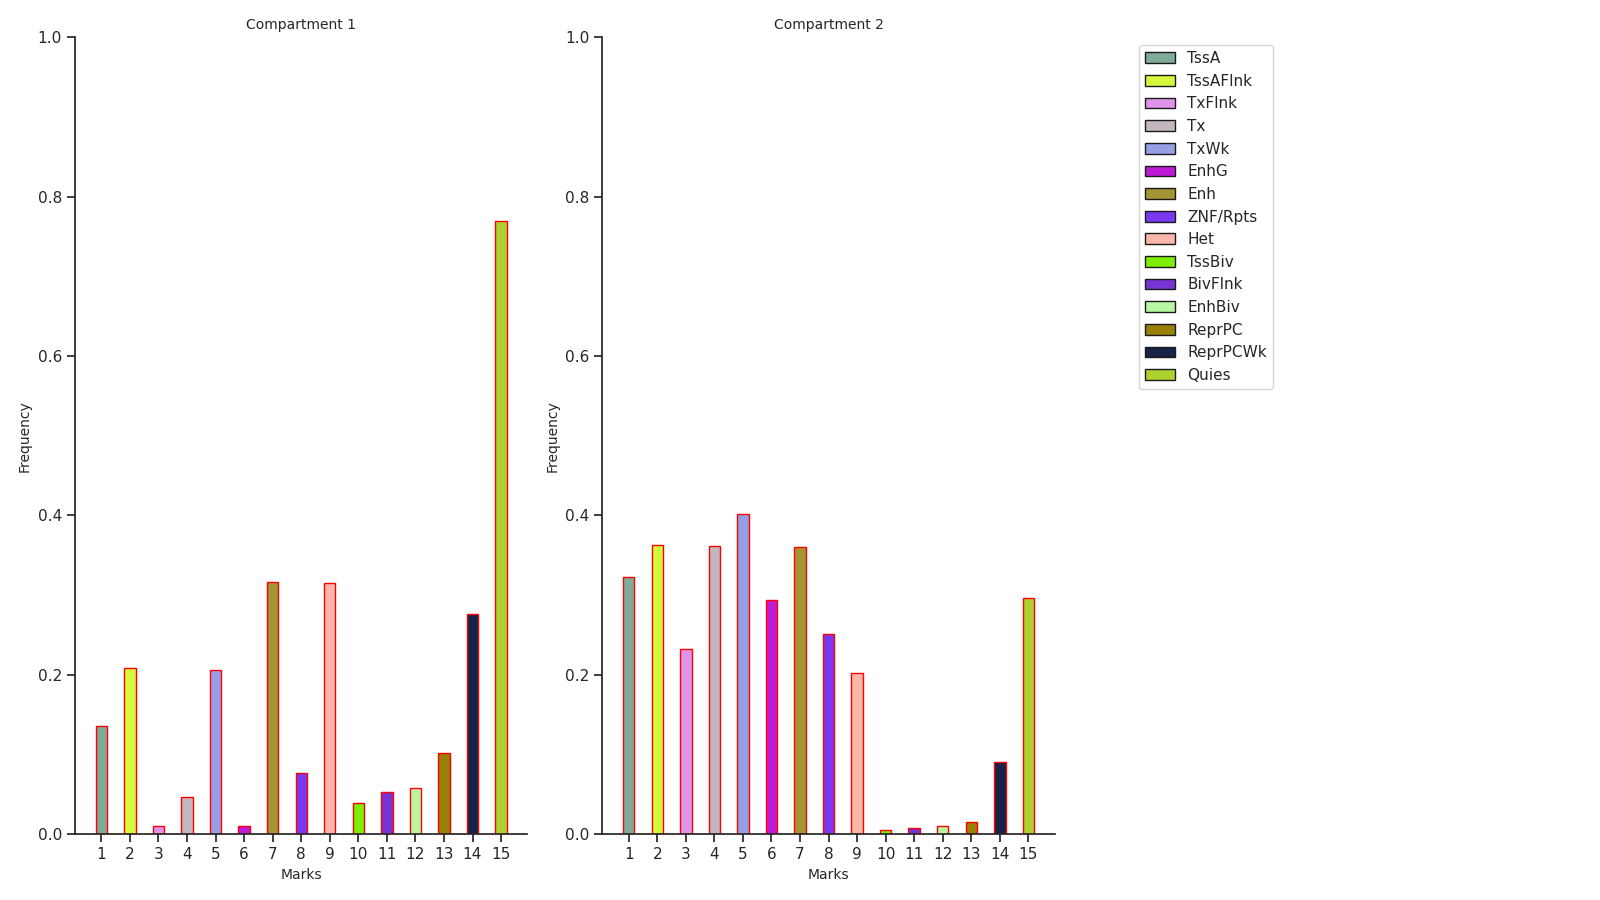 Compartment 1
1.0
0.8
0.6
0.4
0.2
0.0
Frequency
1 2 3 4 5 6 7 8 9 10 11 12 13 14 15
Marks
Compartment 2
1.0
0.8
0.6
0.4
0.2
0.0
Frequency
1 2 3 4 5 6 7 8 9 10 11 12 13 14 15
Marks
TssA
TssAFlnk
TxFlnk
Tx
TxWk
EnhG
Enh
ZNF/Rpts
Het
TssBiv
BivFlnk
EnhBiv
ReprPC
ReprPCWk
Quies